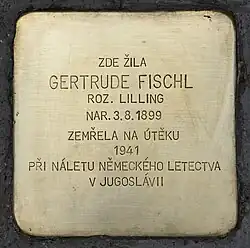 ZDE ŽILA
GERTRUDE FISCHL
ROZ. LILLING
NAR. 3. 8. 1899
ZEMŘELA NA ÚTĚKU
1941
PŘI NÁLETU NĚMECKÉHO LETECTVA
V JUGOSLÁVII